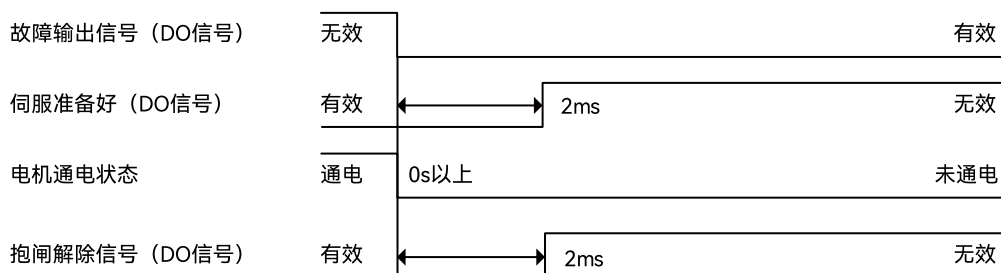 故障输出信号（DO信号） 无效 有效
伺服准备好（DO信号） 有效 2ms 无效
电机通电状态 通电 0s以上 未通电
抱闸解除信号（DO信号） 有效 2ms 无效